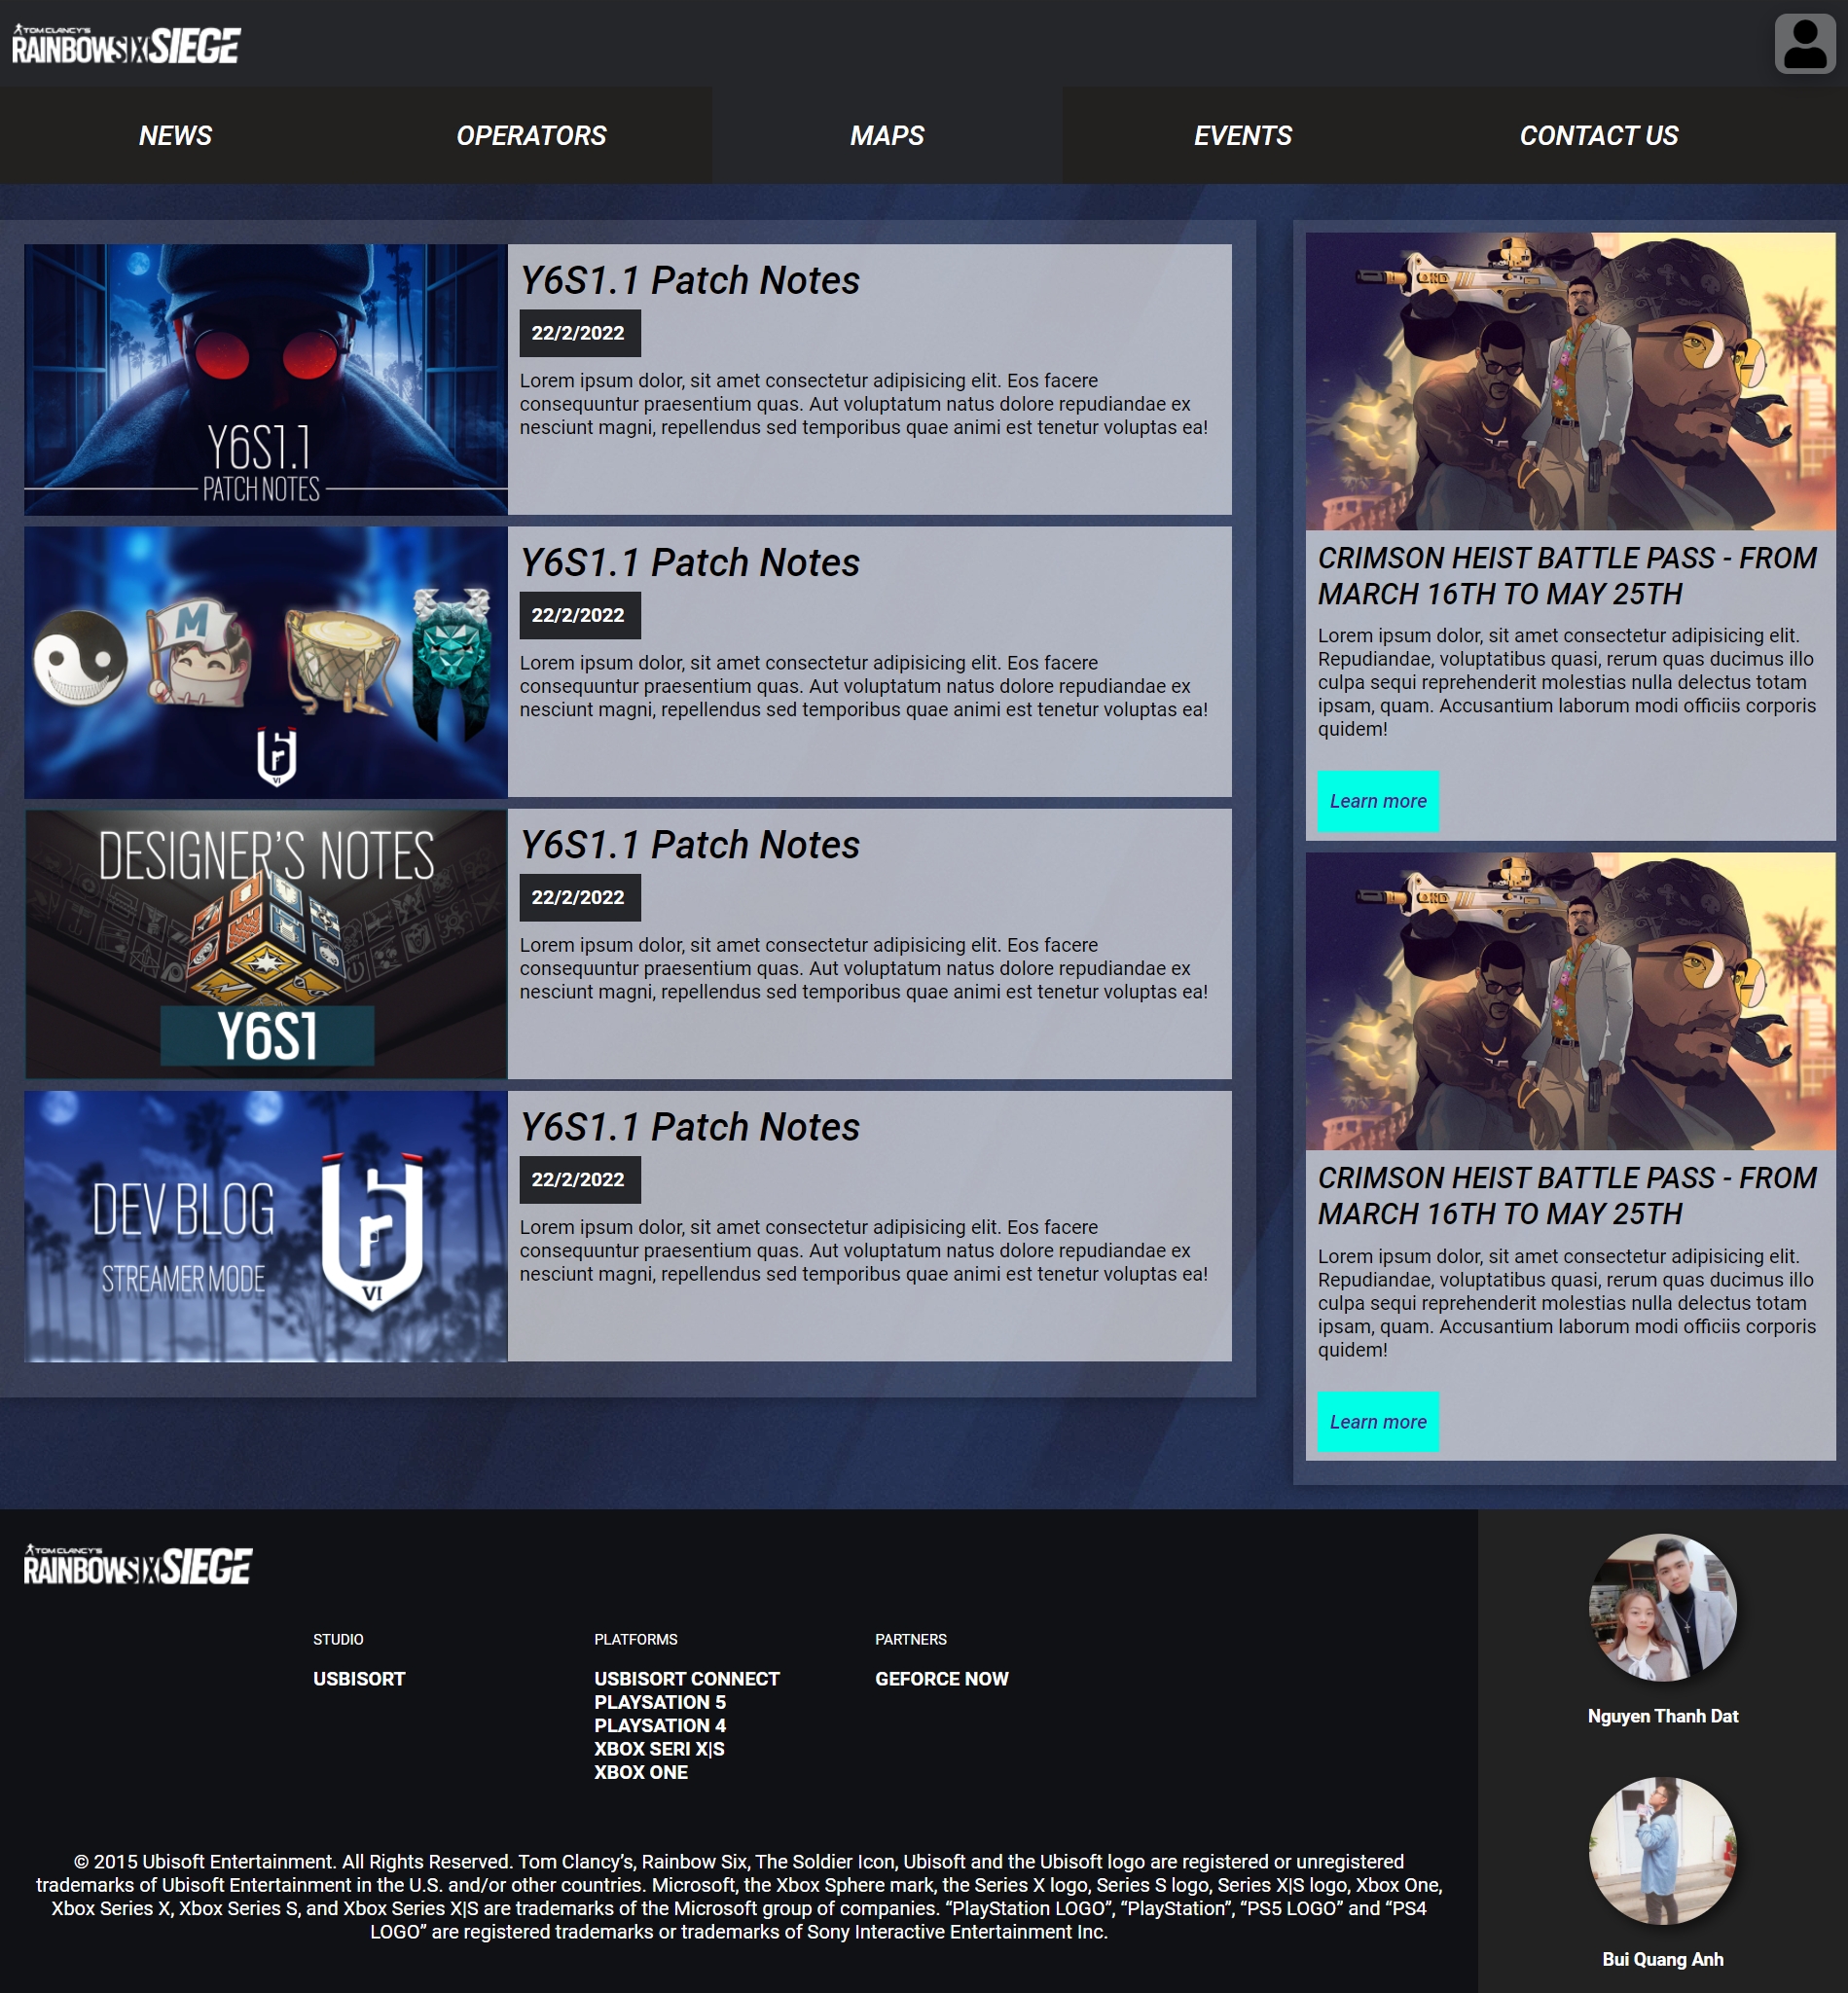 TOM CLANCY'S
RAINBOWSIX SIEGE
NEWS
OPERATORS
MAPS
EVENTS
CONTACT US
Y6S1.1
PATCH NOTES
Y6S1.1 Patch Notes
22/2/2022
Lorem ipsum dolor, sit amet consectetur adipisicing elit. Eos facere
consequuntur praesentium quas. Aut voluptatum natus dolore repudiandae ex
nesciunt magni, repellendus sed temporibus quae animi est tenetur voluptas ea!
M
VI
Y6S1.1 Patch Notes
22/2/2022
Lorem ipsum dolor, sit amet consectetur adipisicing elit. Eos facere
consequuntur praesentium quas. Aut voluptatum natus dolore repudiandae ex
nesciunt magni, repellendus sed temporibus quae animi est tenetur voluptas ea!
DESIGNER'S NOTES
Y6S1
Y6S1.1 Patch Notes
22/2/2022
Lorem ipsum dolor, sit amet consectetur adipisicing elit. Eos facere
consequuntur praesentium quas. Aut voluptatum natus dolore repudiandae ex
nesciunt magni, repellendus sed temporibus quae animi est tenetur voluptas ea!
DEV BLOG
STREAMER MODE
VI
Y6S1.1 Patch Notes
22/2/2022
Lorem ipsum dolor, sit amet consectetur adipisicing elit. Eos facere
consequuntur praesentium quas. Aut voluptatum natus dolore repudiandae ex
nesciunt magni, repellendus sed temporibus quae animi est tenetur voluptas ea!
CRIMSON HEIST BATTLE PASS - FROM
MARCH 16TH TO MAY 25TH
Lorem ipsum dolor, sit amet consectetur adipisicing elit.
Repudiandae, voluptatibus quasi, rerum quas ducimus illo
culpa sequi reprehenderit molestias nulla delectus totam
ipsam, quam. Accusantium laborum modi officiis corporis
quidem!
Learn more
CRIMSON HEIST BATTLE PASS - FROM
MARCH 16TH TO MAY 25TH
Lorem ipsum dolor, sit amet consectetur adipisicing elit.
Repudiandae, voluptatibus quasi, rerum quas ducimus illo
culpa sequi reprehenderit molestias nulla delectus totam
ipsam, quam. Accusantium laborum modi officiis corporis
quidem!
Learn more
TOM CLANCY'S
RAINBOWSIX SIEGE
STUDIO
USBISORT
PLATFORMS
USBISORT CONNECT
PLAYSATION 5
PLAYSATION 4
XBOX SERI X|S
XBOX ONE
PARTNERS
GEFORCE NOW
© 2015 Ubisoft Entertainment. All Rights Reserved. Tom Clancy’s, Rainbow Six, The Soldier Icon, Ubisoft and the Ubisoft logo are registered or unregistered
trademarks of Ubisoft Entertainment in the U.S. and/or other countries. Microsoft, the Xbox Sphere mark, the Series X logo, Series S logo, Series X|S logo, Xbox One,
Xbox Series X, Xbox Series S, and Xbox Series X|S are trademarks of the Microsoft group of companies. “PlayStation LOGO”, “PlayStation”, “PS5 LOGO” and “PS4
LOGO” are registered trademarks or trademarks of Sony Interactive Entertainment Inc.
Nguyen Thanh Dat
Bui Quang Anh